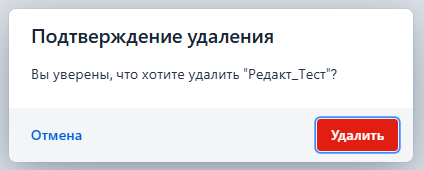 Подтверждение удаления
Вы уверены, что хотите удалить "Редакт_Тест"?
Отмена
Удалить